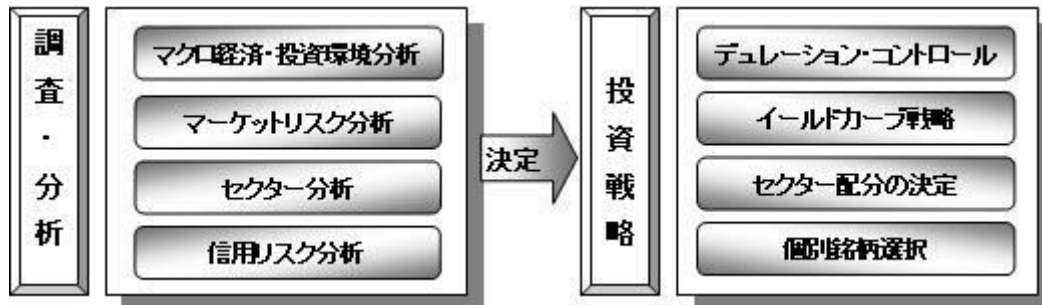 調査・分析
マクロ経済・投資環境分析
マーケットリスク分析
セクター分析
信用リスク分析
決定
投資戦略
デュレーション・コントロール
イールドカーブ戦略
セクター配分の決定
個別銘柄選択